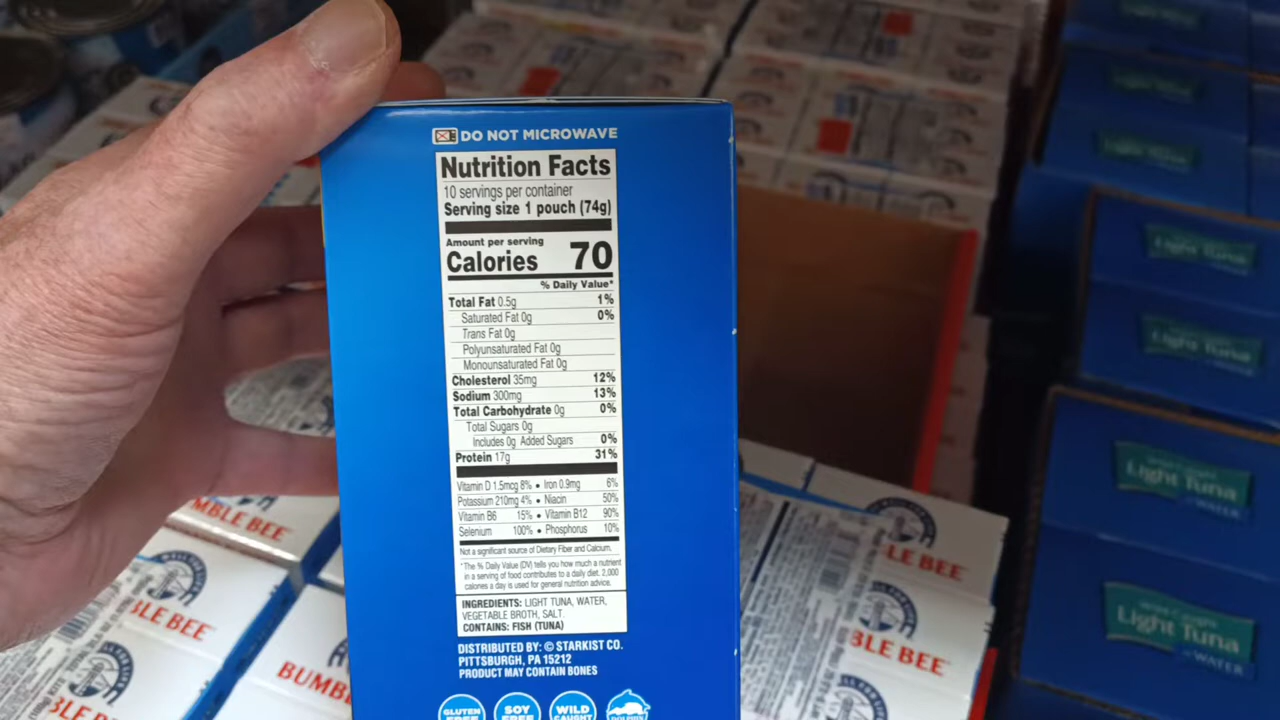 DO NOT MICROWAVE
Nutrition Facts
10 servings per container
Serving size 1 pouch (74g)
Amount per serving
Calories 70
% Daily Value*
Total Fat 0.5g 1%
Saturated Fat 0g 0%
Trans Fat 0g
Polyunsaturated Fat 0g
Monounsaturated Fat 0g
Cholesterol 35mg 12%
Sodium 300mg 13%
Total Carbohydrate 0g 0%
Total Sugars 0g
Includes 0g Added Sugars 0%
Protein 17g 31%
Vitamin D 1.5mcg 8% • Iron 0.9mg 6%
Potassium 210mg 4% • Niacin 50%
Vitamin B6 15% • Vitamin B12 90%
Selenium 100% • Phosphorus 10%
Not a significant source of Dietary Fiber and Calcium.
*The % Daily Value (DV) tells you how much a nutrient
in a serving of food contributes to a daily diet. 2,000
calories a day is used for general nutrition advice.
INGREDIENTS: LIGHT TUNA, WATER,
VEGETABLE BROTH, SALT.
CONTAINS: FISH (TUNA)
DISTRIBUTED BY: © STARKIST CO.
PITTSBURGH, PA 15212
PRODUCT MAY CONTAIN BONES
GLUTEN
SOY
WILD
MBLE BEE
BLE BEE
BUMB
BLE BEE
LE BEE
BLE BEE
Light Tuna
Light Tuna
Light Tuna
WATER
Light Tuna
WATER